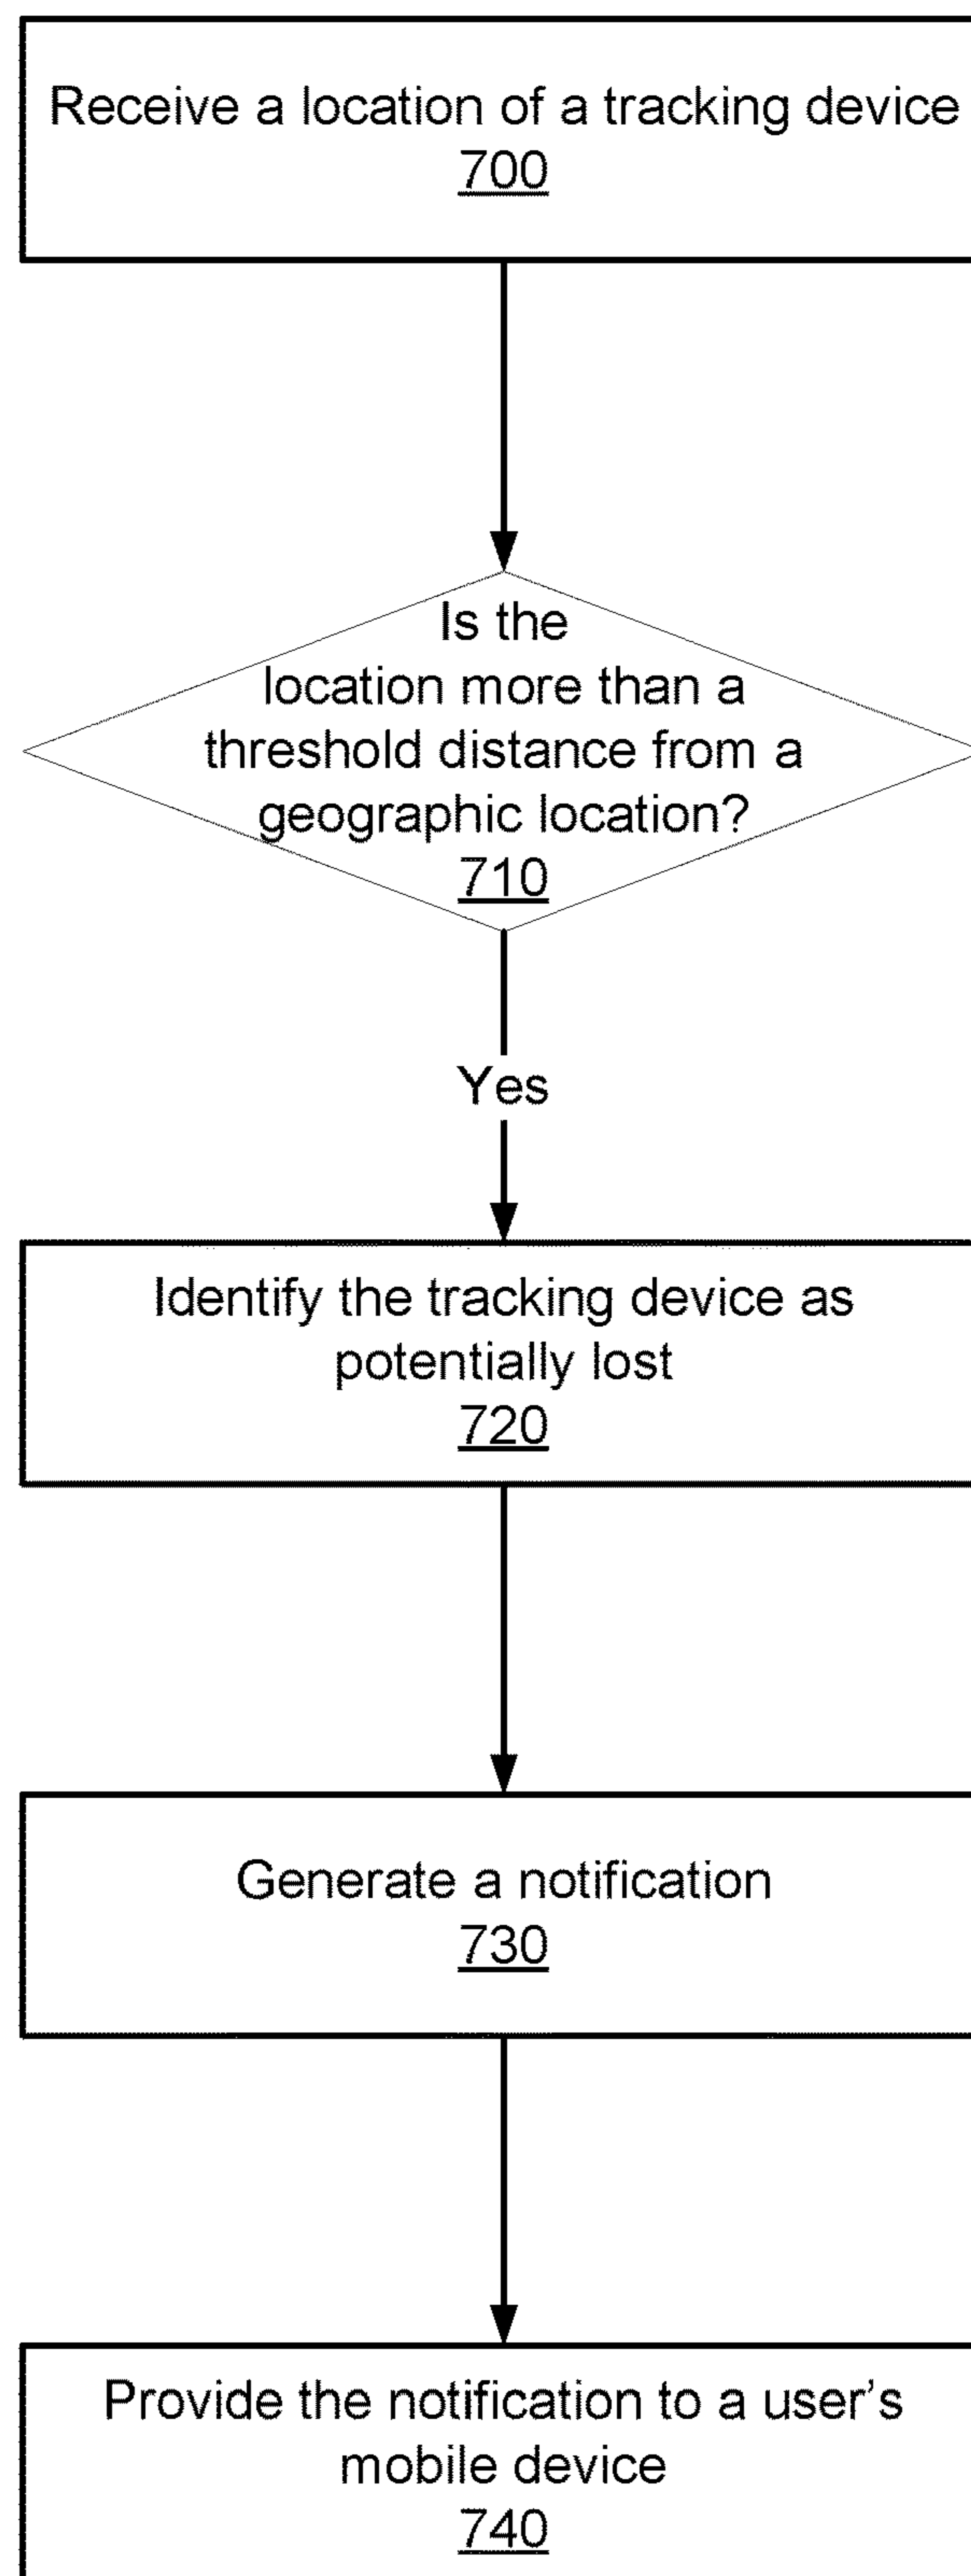 Receive a location of a tracking device
700
Is the
location more than a
threshold distance from a
geographic location?
710
Yes
Identify the tracking device as
potentially lost
720
Generate a notification
730
Provide the notification to a user's
mobile device
740